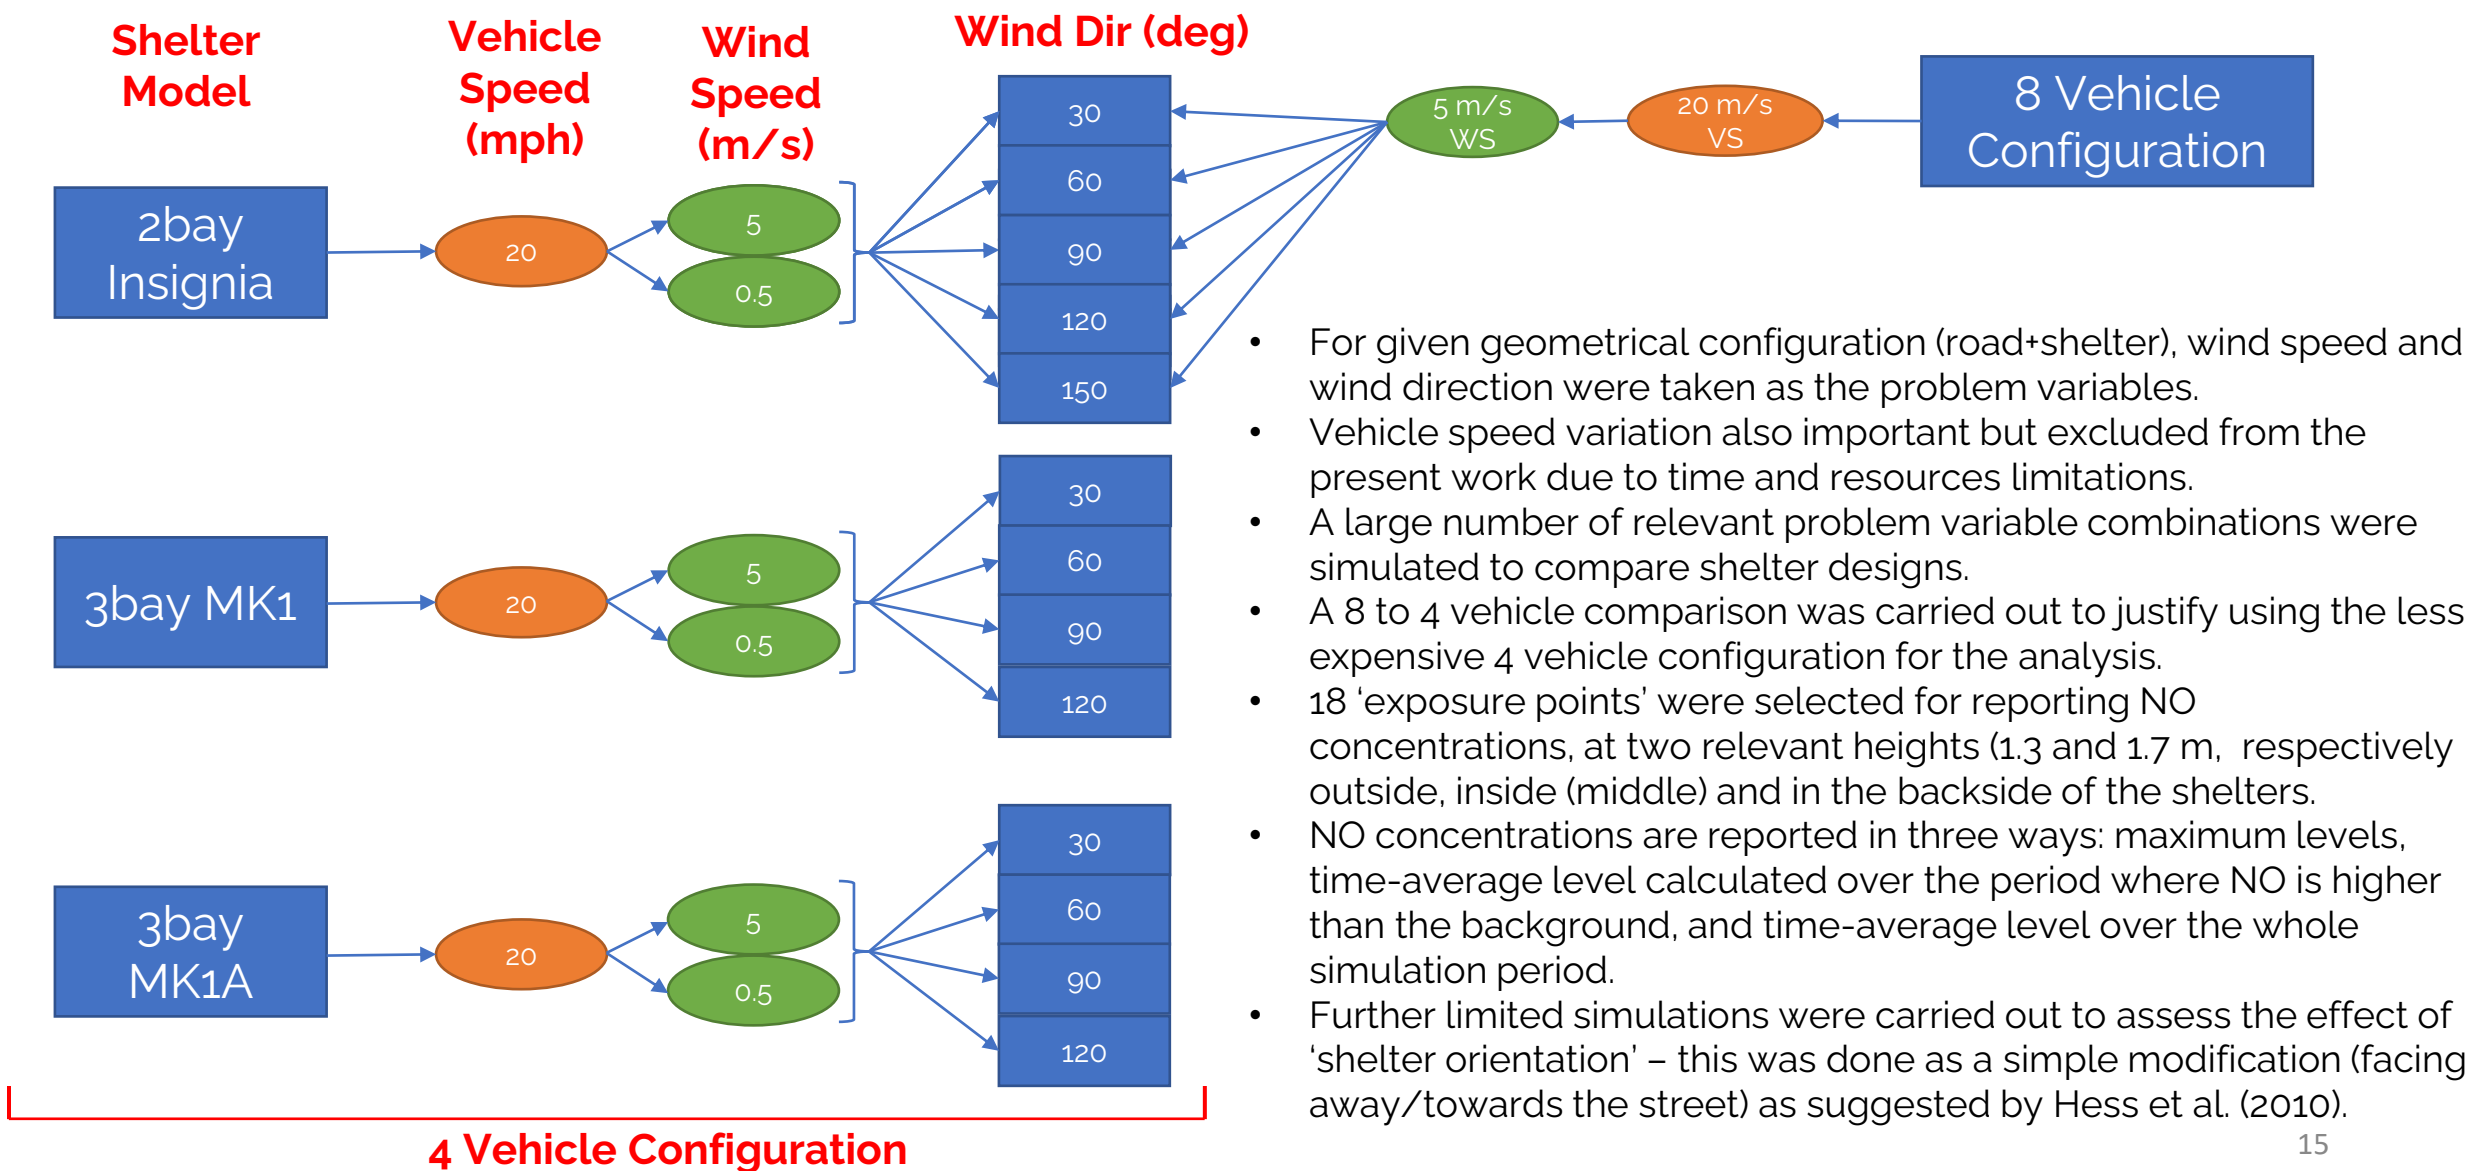 Shelter
Model
Vehicle
Speed
(mph)
Wind
Speed
(m/s)
Wind Dir (deg)
2bay
Insignia
20
5
0.5
30
60
90
120
150
5 m/s
WS
20 m/s
VS
8 Vehicle
Configuration
3bay MK1
20
5
0.5
30
60
90
120
3bay
MK1A
20
5
0.5
30
60
90
120
4 Vehicle Configuration
• For given geometrical configuration (road+shelter), wind speed and
wind direction were taken as the problem variables.
• Vehicle speed variation also important but excluded from the
present work due to time and resources limitations.
• A large number of relevant problem variable combinations were
simulated to compare shelter designs.
• A 8 to 4 vehicle comparison was carried out to justify using the less
expensive 4 vehicle configuration for the analysis.
• 18 ‘exposure points’ were selected for reporting NO
concentrations, at two relevant heights (1.3 and 1.7 m, respectively
outside, inside (middle) and in the backside of the shelters.
• NO concentrations are reported in three ways: maximum levels,
time-average level calculated over the period where NO is higher
than the background, and time-average level over the whole
simulation period.
• Further limited simulations were carried out to assess the effect of
‘shelter orientation’ – this was done as a simple modification (facing
away/towards the street) as suggested by Hess et al. (2010).
15